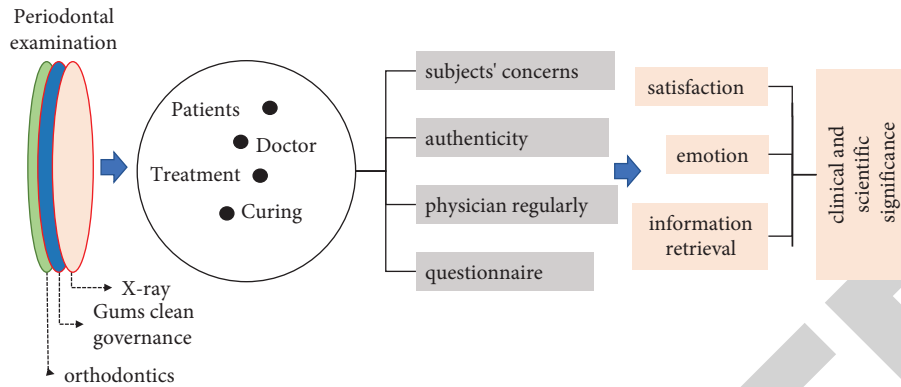 Periodontal
examination
Patients
Doctor
Treatment
Curing
X-ray
Gums clean
governance
orthodontics
subjects' concerns
authenticity
physician regularly
questionnaire
satisfaction
emotion
information
retrieval
clinical and
scientific
significance